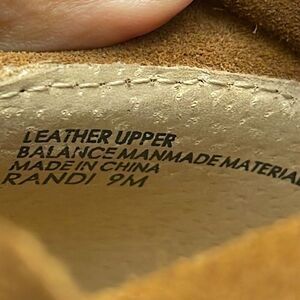 LEATHER UPPER
BALANCE MANMADE MATERIAL
MADE IN CHINA
RANDI 9M